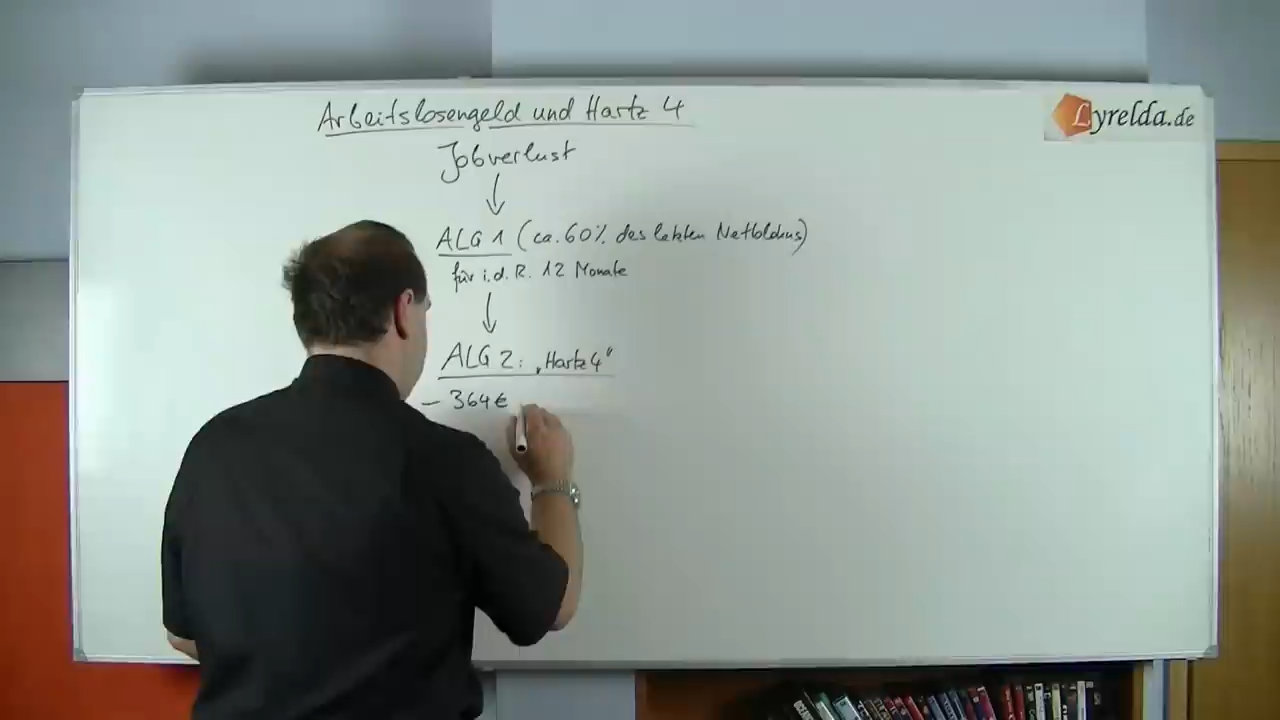 Arbeitslosengeld und Hartz 4
Lyrelda.de
Jobverlust
ALG 1 (ca. 60% des letzten Nettolohns)
für i.d.R. 12 Monate
ALG 2: „Hartz 4"
- 364€